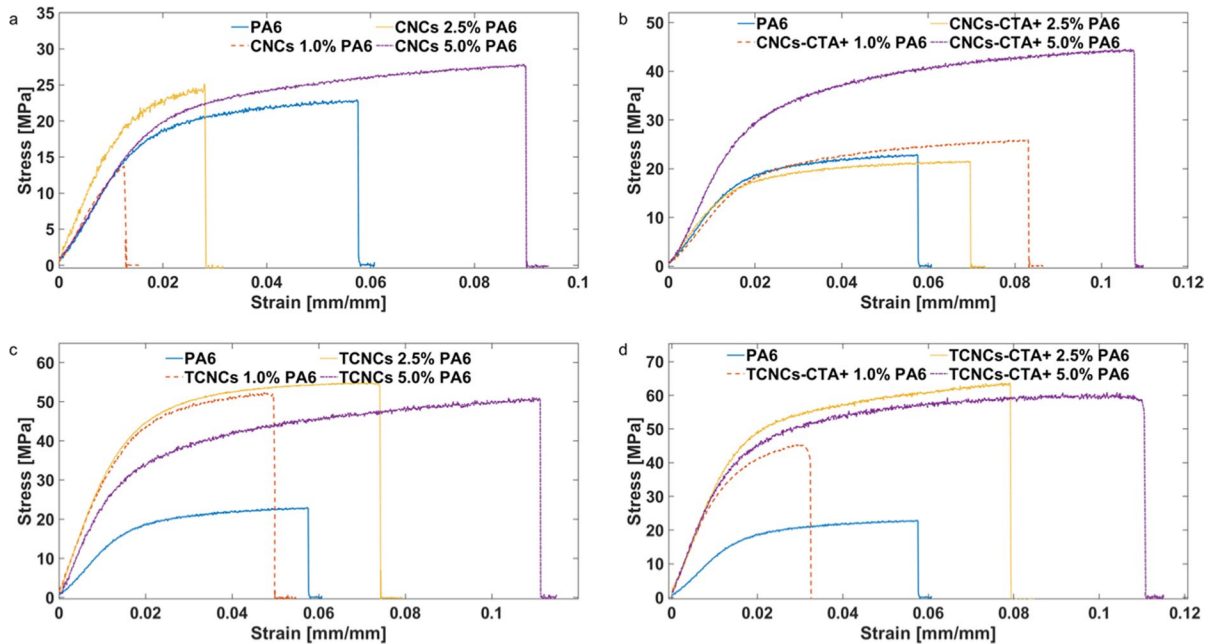 a
35
30
25
20
15
10
5
0
Stress [MPa]
PA6 CNCs 2.5% PA6
CNCs 1.0% PA6 CNCs 5.0% PA6
0 0.02 0.04 0.06 0.08 0.1
Strain [mm/mm]
b
50
40
30
20
10
0
Stress [MPa]
PA6 CNCs-CTA+ 2.5% PA6
CNCs-CTA+ 1.0% PA6 CNCs-CTA+ 5.0% PA6
0 0.02 0.04 0.06 0.08 0.1 0.12
Strain [mm/mm]
c
60
50
40
30
20
10
0
Stress [MPa]
PA6 TCNCs 2.5% PA6
TCNCs 1.0% PA6 TCNCs 5.0% PA6
0 0.02 0.04 0.06 0.08 0.1
Strain [mm/mm]
d
70
60
50
40
30
20
10
0
Stress [MPa]
PA6 TCNCs-CTA+ 2.5% PA6
TCNCs-CTA+ 1.0% PA6 TCNCs-CTA+ 5.0% PA6
0 0.02 0.04 0.06 0.08 0.1 0.12
Strain [mm/mm]